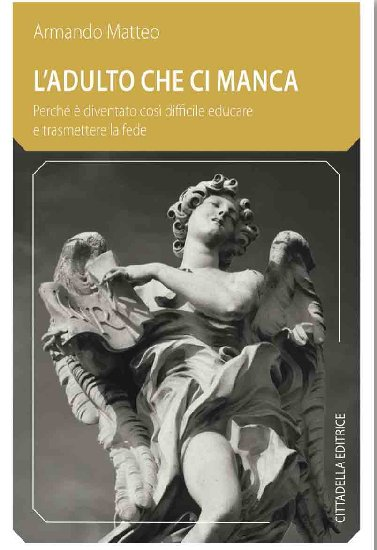 Armando Matteo
L'ADULTO CHE CI MANCA
Perché è diventato così difficile educare
e trasmettere la fede
CITTADELLA EDITRICE